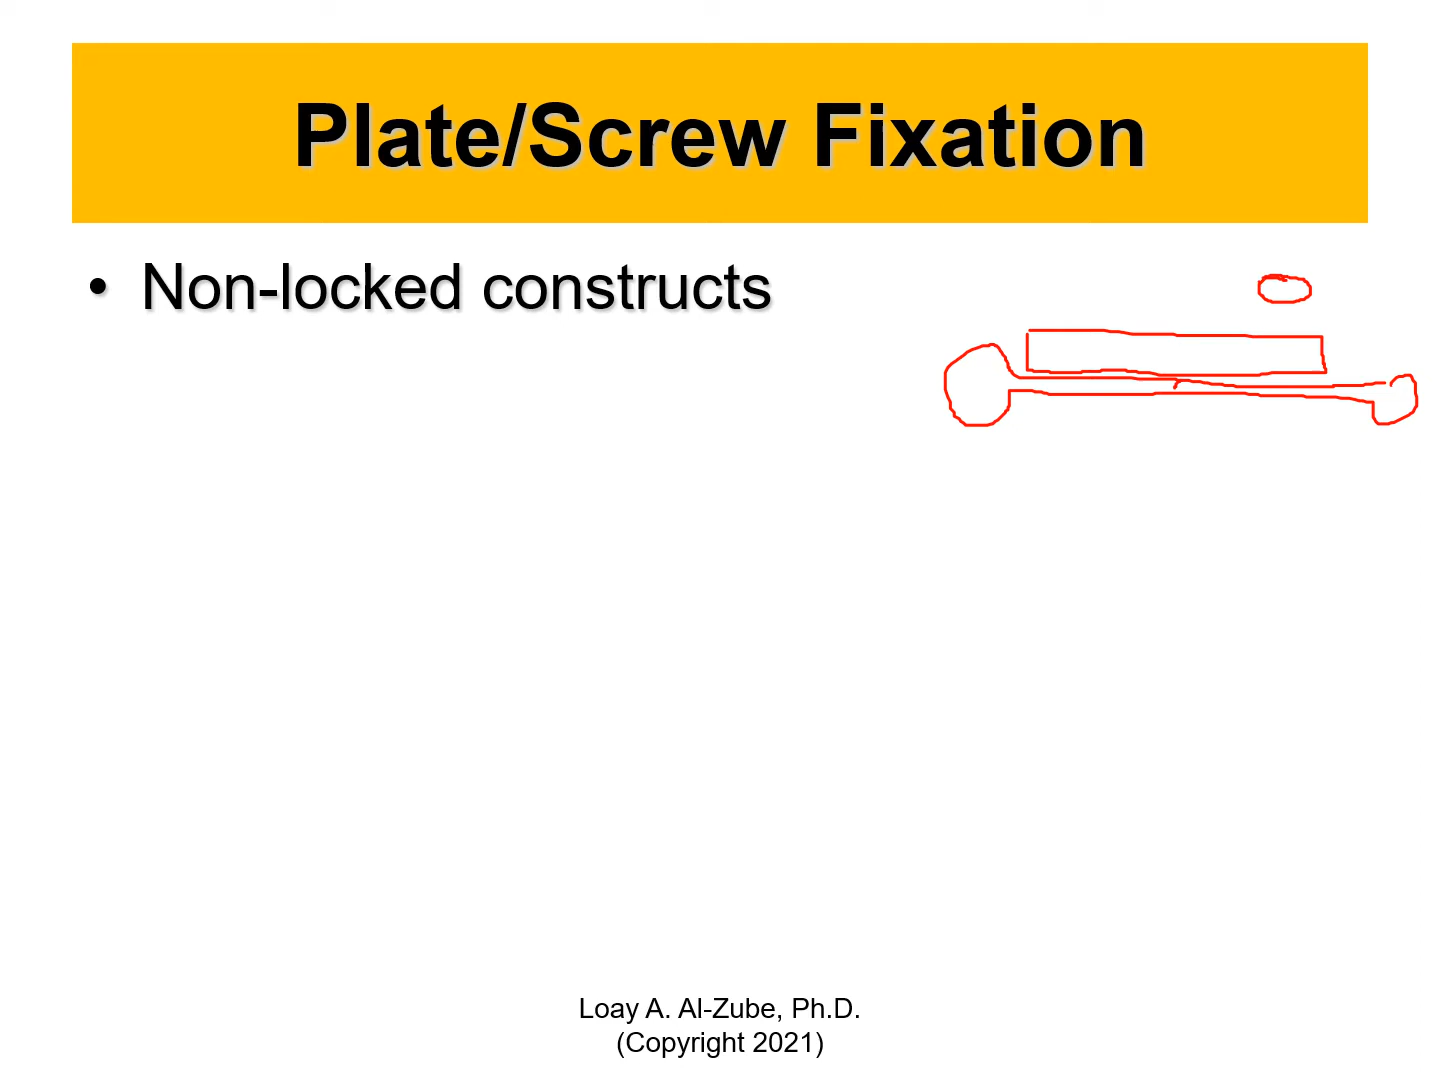 Plate/Screw Fixation
• Non-locked constructs
Loay A. Al-Zube, Ph.D.
(Copyright 2021)